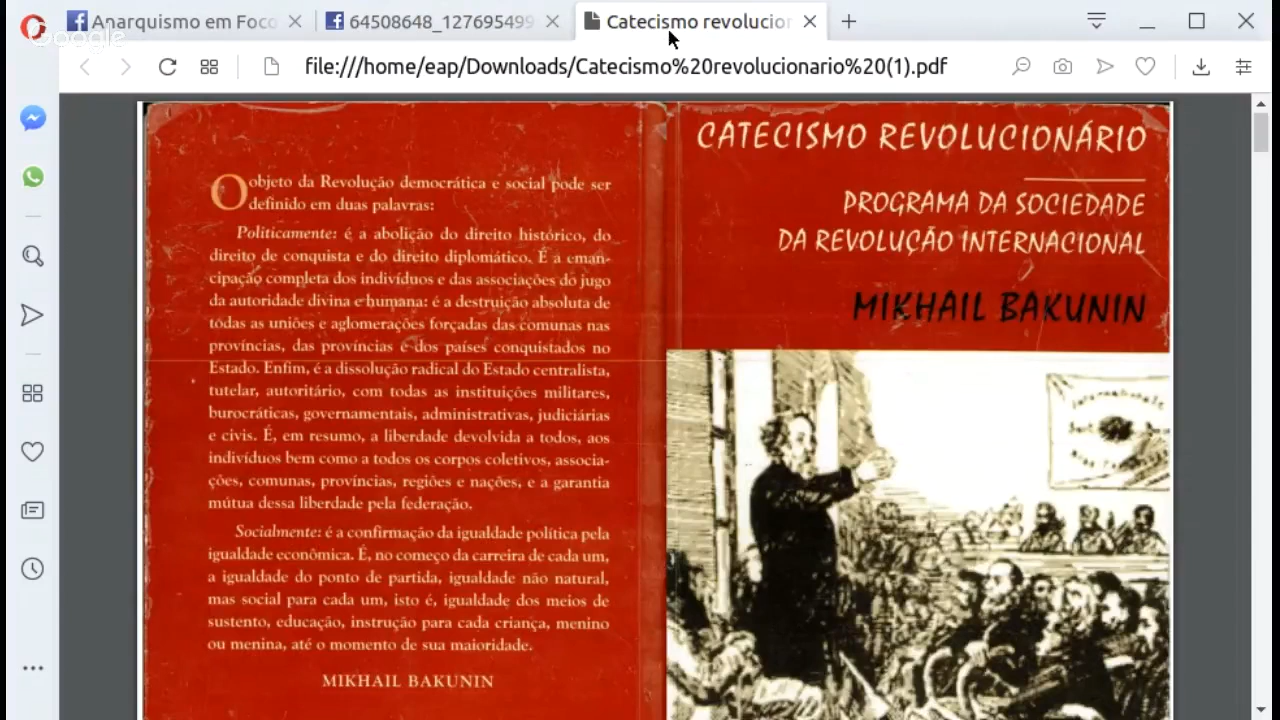 Anarquismo em Foco
64508648_127695499
Catecismo revolucion
Google
file:///home/eap/Downloads/Catecismo%20revolucionario%20(1).pdf
O objeto da Revolução democrática e social pode ser
definido em duas palavras:
Politicamente: é a abolição do direito histórico, do
direito de conquista e do direito diplomático. É a eman-
cipação completa dos indivíduos e das associações do jugo
da autoridade divina e humana: é a destruição absoluta de
todas as uniões e aglomerações forçadas das comunas nas
províncias, das províncias e dos países conquistados no
Estado. Enfim, é a dissolução radical do Estado centralista,
tutelar, autoritário, com todas as instituições militares,
burocráticas, governamentais, administrativas, judiciárias
e civis. É, em resumo, a liberdade devolvida a todos, aos
indivíduos bem como a todos os corpos coletivos, associa-
ções, comunas, províncias, regiões e nações, e a garantia
mútua dessa liberdade pela federação.
Socialmente: é a confirmação da igualdade política pela
igualdade econômica. É, no começo da carreira de cada um,
a igualdade do ponto de partida, igualdade não natural,
mas social para cada um, isto é, igualdade dos meios de
sustento, educação, instrução para cada criança, menino
ou menina, até o momento de sua maioridade.
MIKHAIL BAKUNIN
CATECISMO REVOLUCIONÁRIO
PROGRAMA DA SOCIEDADE
DA REVOLUÇÃO INTERNACIONAL
MIKHAIL BAKUNIN